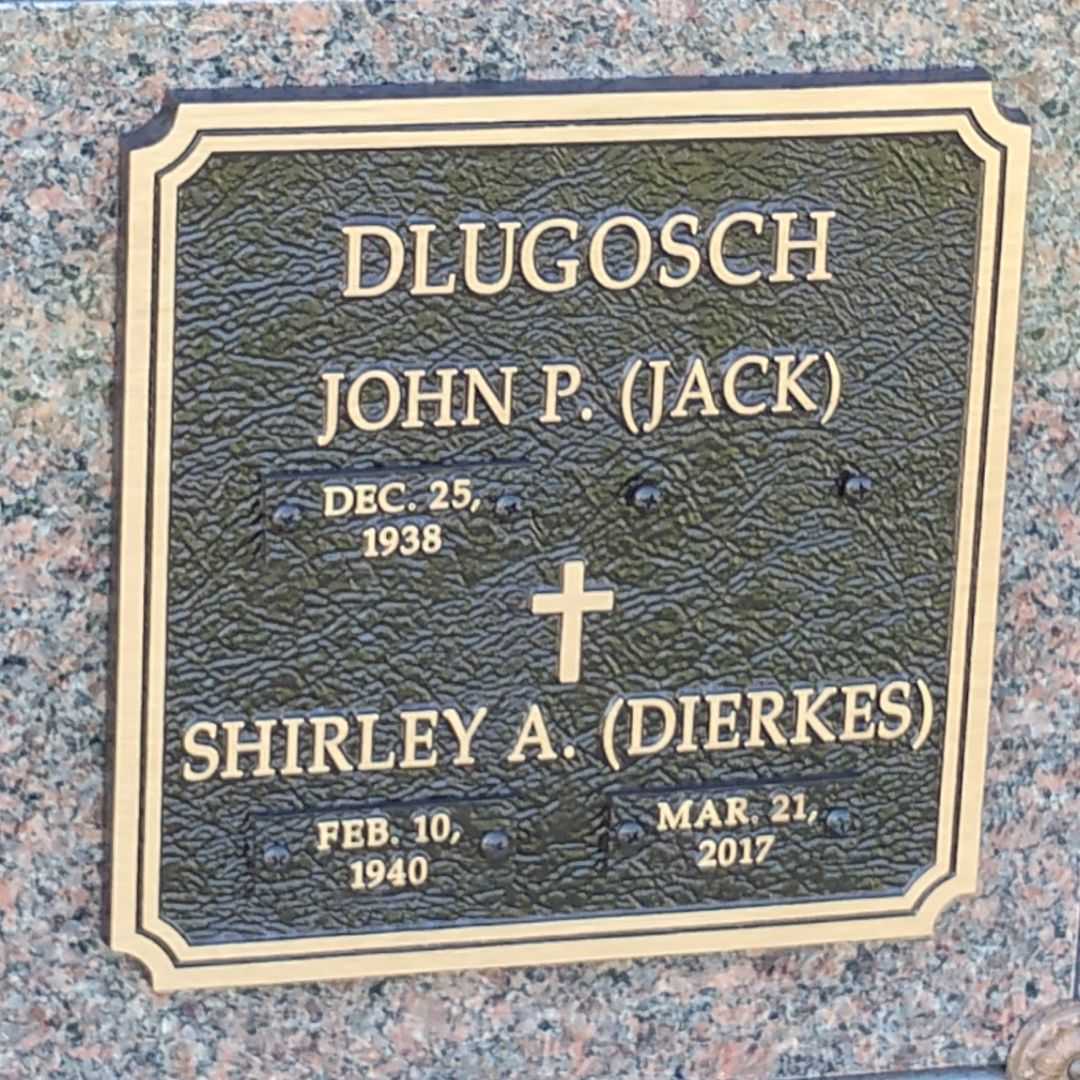 DLUGOSCH
JOHN P. (JACK)
DEC. 25,
1938
SHIRLEY A. (DIERKES)
FEB. 10,
1940
MAR. 21,
2017